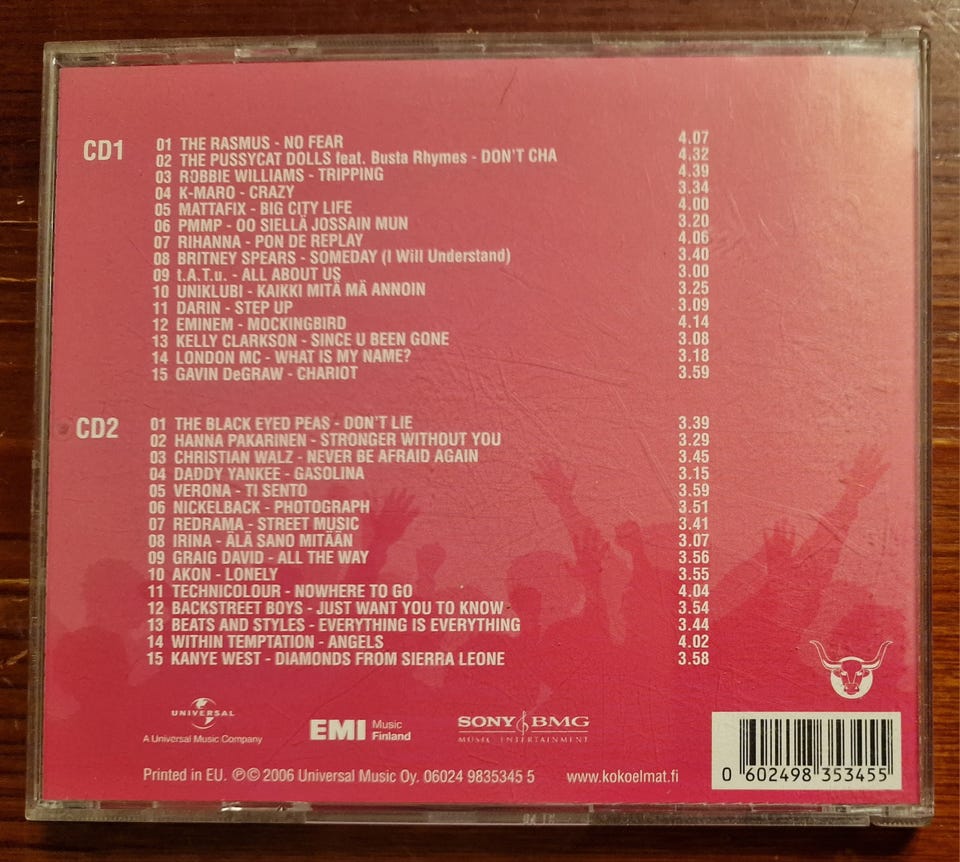 CD1
01 THE RASMUS - NO FEAR 4.07
02 THE PUSSYCAT DOLLS feat. Busta Rhymes - DON'T CHA 4.32
03 ROBBIE WILLIAMS - TRIPPING 4.39
04 K-MARO - CRAZY 3.34
05 MATTAFIX - BIG CITY LIFE 4.00
06 PMMP - OO SIELLÄ JOSSAIN MUN 3.20
07 RIHANNA - PON DE REPLAY 4.06
08 BRITNEY SPEARS - SOMEDAY (I Will Understand) 3.40
09 t.A.T.u. - ALL ABOUT US 3.00
10 UNIKLUBI - KAIKKI MITÄ MÄ ANNOIN 3.25
11 DARIN - STEP UP 3.09
12 EMINEM - MOCKINGBIRD 4.14
13 KELLY CLARKSON - SINCE U BEEN GONE 3.08
14 LONDON MC - WHAT IS MY NAME? 3.18
15 GAVIN DeGRAW - CHARIOT 3.59
CD2
01 THE BLACK EYED PEAS - DON'T LIE 3.39
02 HANNA PAKARINEN - STRONGER WITHOUT YOU 3.29
03 CHRISTIAN WALZ - NEVER BE AFRAID AGAIN 3.45
04 DADDY YANKEE - GASOLINA 3.15
05 VERONA - TI SENTO 3.59
06 NICKELBACK - PHOTOGRAPH 3.51
07 REDRAMA - STREET MUSIC 3.41
08 IRINA - ÄLÄ SANO MITÄÄN 3.07
09 GRAIG DAVID - ALL THE WAY 3.56
10 AKON - LONELY 3.55
11 TECHNICOLOUR - NOWHERE TO GO 4.04
12 BACKSTREET BOYS - JUST WANT YOU TO KNOW 3.54
13 BEATS AND STYLES - EVERYTHING IS EVERYTHING 3.44
14 WITHIN TEMPTATION - ANGELS 4.02
15 KANYE WEST - DIAMONDS FROM SIERRA LEONE 3.58
UNIVERSAL
A Universal Music Company
EMI Music Finland
SONY BMG
MUSIC ENTERTAINMENT
Printed in EU. ℗© 2006 Universal Music Oy. 06024 9835345 5
www.kokoelmat.fi
0 602498 353455